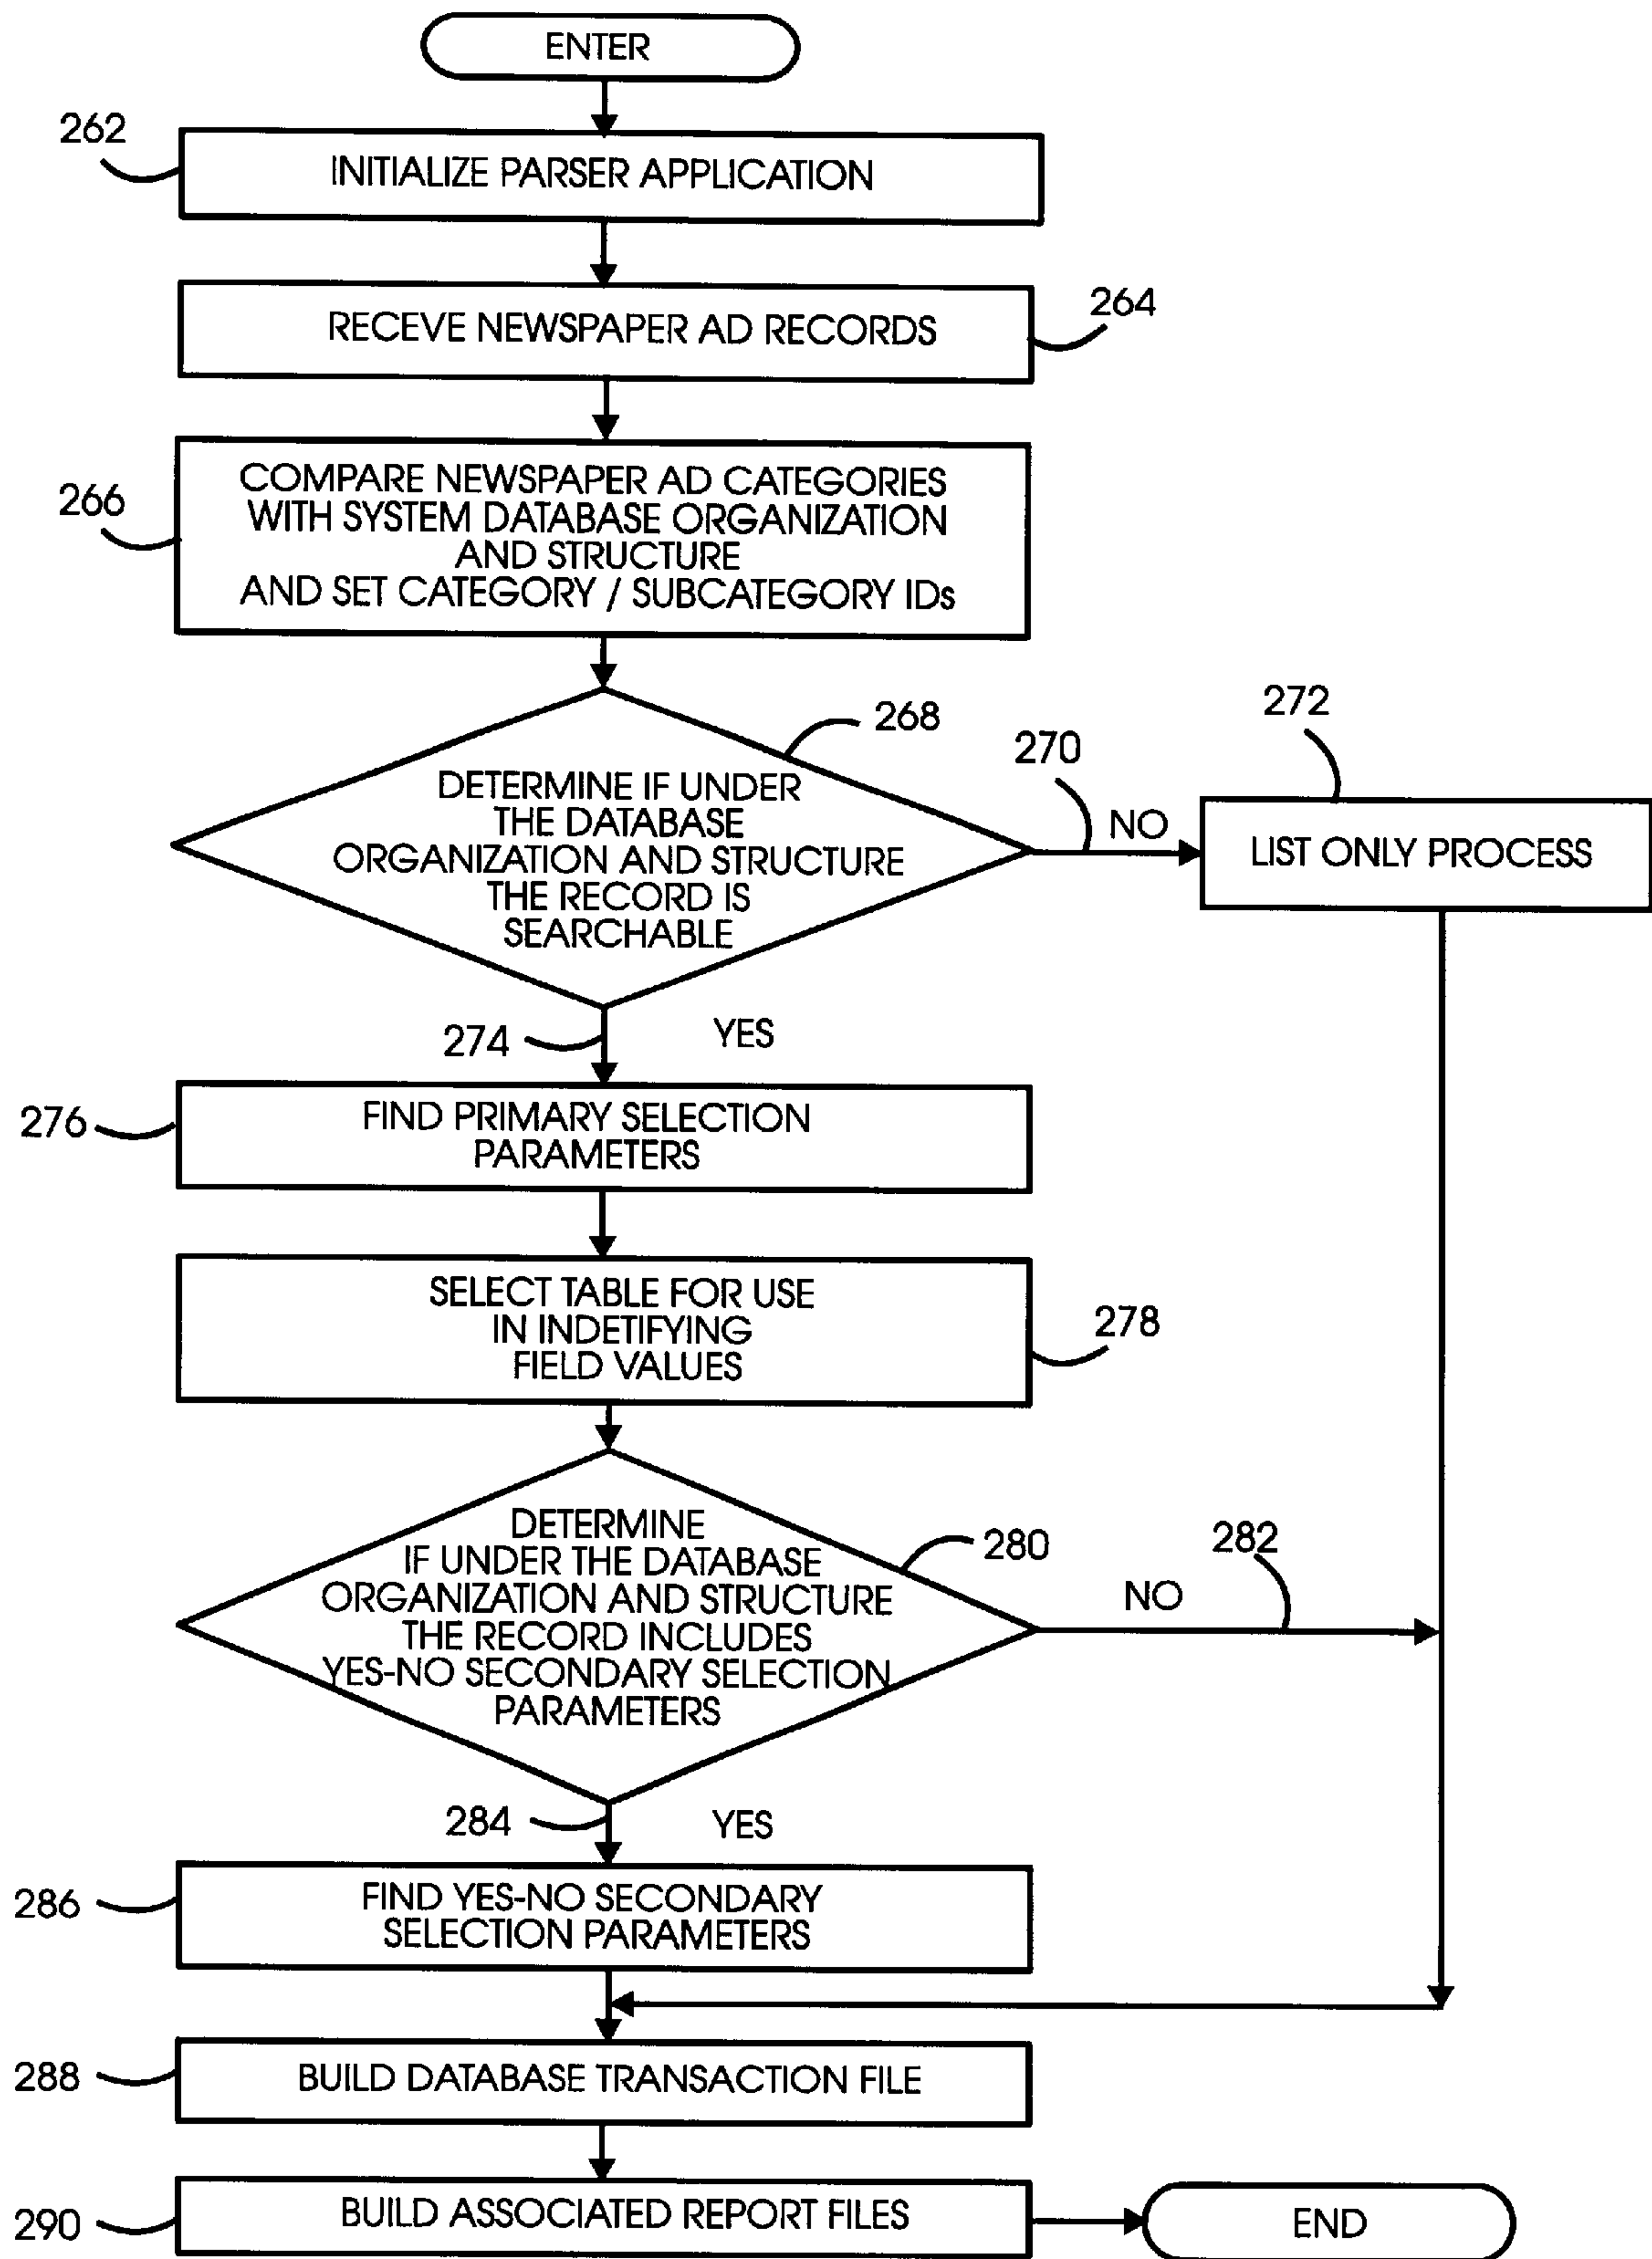 ENTER
262
INITIALIZE PARSER APPLICATION
RECEVE NEWSPAPER AD RECORDS
264
266
COMPARE NEWSPAPER AD CATEGORIES
WITH SYSTEM DATABASE ORGANIZATION
AND STRUCTURE
AND SET CATEGORY / SUBCATEGORY IDs
268
DETERMINE IF UNDER
THE DATABASE
ORGANIZATION AND STRUCTURE
THE RECORD IS
SEARCHABLE
270
NO
272
LIST ONLY PROCESS
274
YES
276
FIND PRIMARY SELECTION
PARAMETERS
SELECT TABLE FOR USE
IN INDETIFYING
FIELD VALUES
278
DETERMINE
IF UNDER THE DATABASE
ORGANIZATION AND STRUCTURE
THE RECORD INCLUDES
YES-NO SECONDARY SELECTION
PARAMETERS
280
282
NO
284
YES
286
FIND YES-NO SECONDARY
SELECTION PARAMETERS
288
BUILD DATABASE TRANSACTION FILE
290
BUILD ASSOCIATED REPORT FILES
END